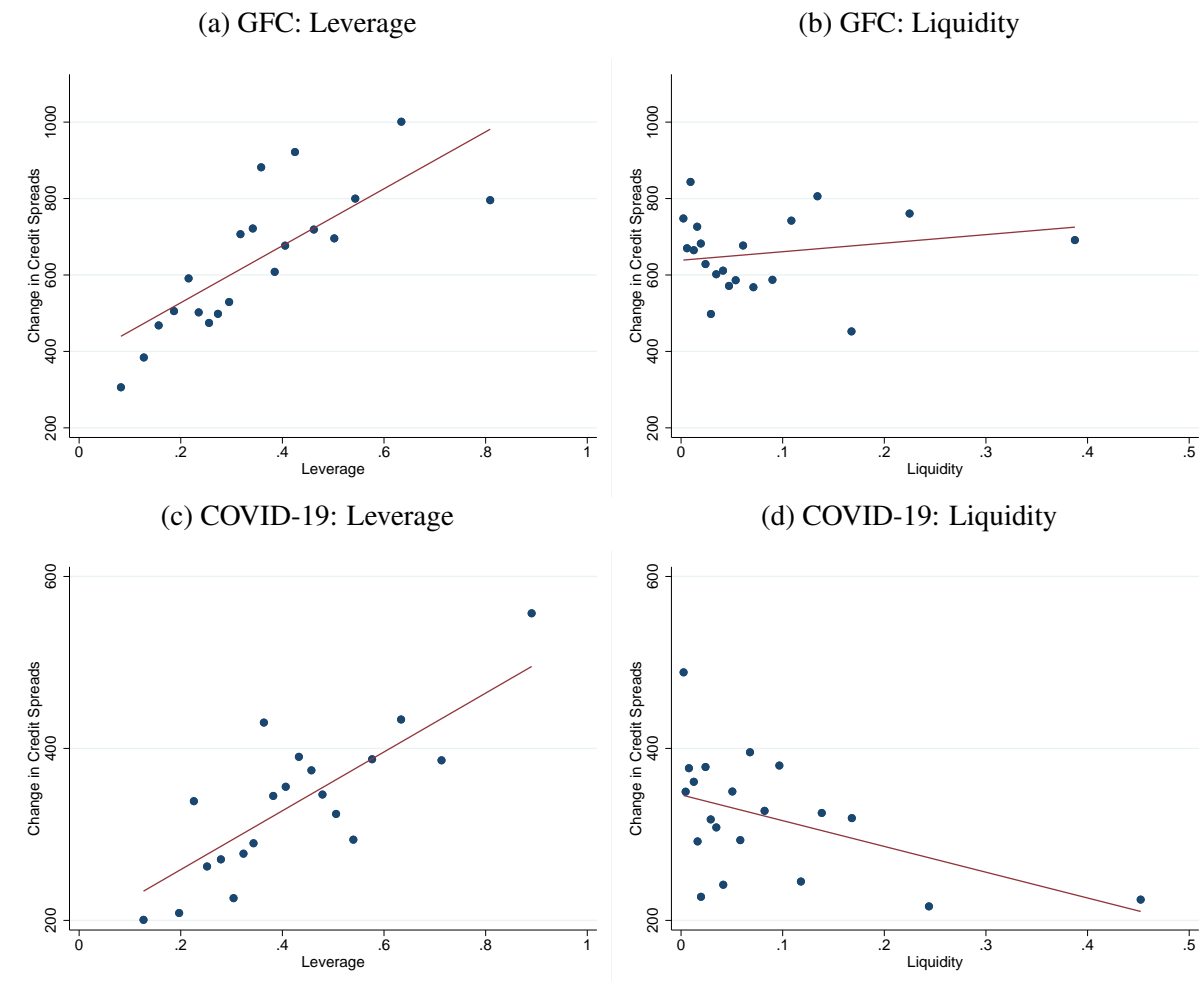 (a) GFC: Leverage
Change in Credit Spreads
1000
800
600
400
200
0 .2 .4 .6 .8 1
Leverage
(b) GFC: Liquidity
Change in Credit Spreads
1000
800
600
400
200
0 .1 .2 .3 .4 .5
Liquidity
(c) COVID-19: Leverage
Change in Credit Spreads
600
400
200
0 .2 .4 .6 .8 1
Leverage
(d) COVID-19: Liquidity
Change in Credit Spreads
600
400
200
0 .1 .2 .3 .4 .5
Liquidity